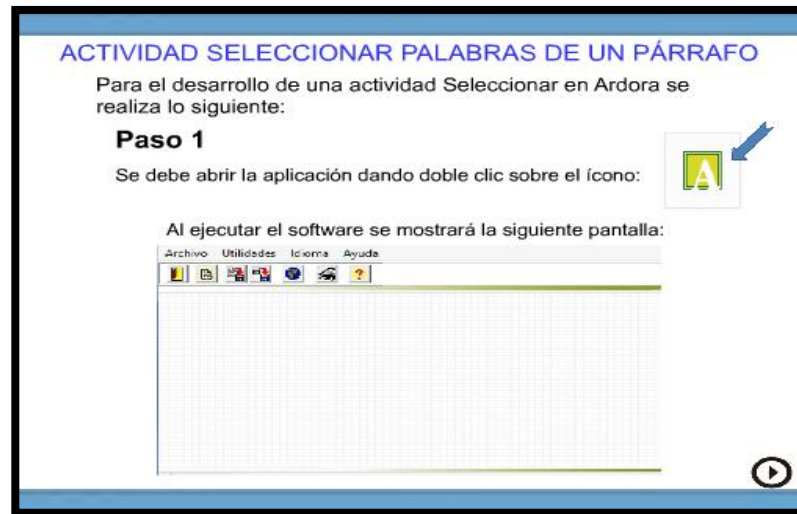 ACTIVIDAD SELECCIONAR PALABRAS DE UN PÁRRAFO
Para el desarrollo de una actividad Seleccionar en Ardora se
realiza lo siguiente:
Paso 1
Se debe abrir la aplicación dando doble clic sobre el ícono:
A
Al ejecutar el software se mostrará la siguiente pantalla:
Archivo Utilidades Idioma Ayuda
?